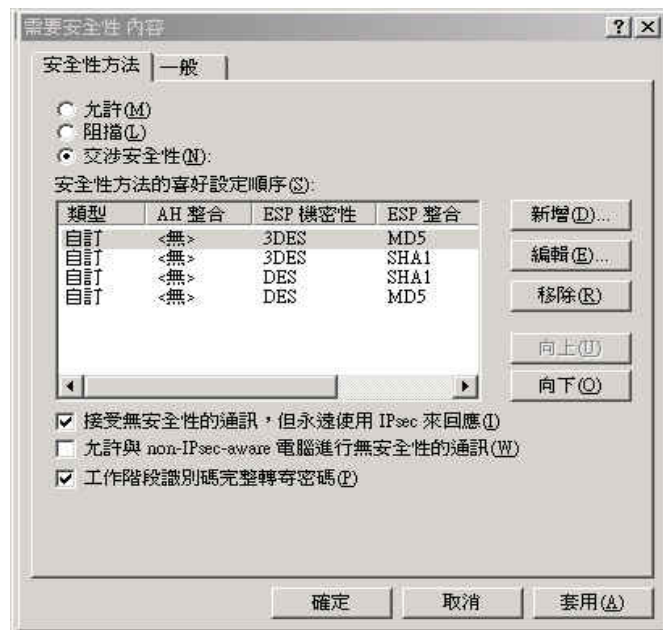 需要安全性 內容
安全性方法 一般
允許(M)
阻擋(L)
交涉安全性(N):
安全性方法的喜好設定順序(S):
類型 AH 整合 ESP 機密性 ESP 整合
自訂 <無> 3DES MD5
自訂 <無> 3DES SHA1
自訂 <無> DES SHA1
自訂 <無> DES MD5
新增(D)...
編輯(E)...
移除(R)
向上(U)
向下(O)
接受無安全性的通訊，但永遠使用 IPsec 來回應(I)
允許與 non-IPsec-aware 電腦進行無安全性的通訊(W)
工作階段識別碼完整轉寄密碼(P)
確定 取消 套用(A)